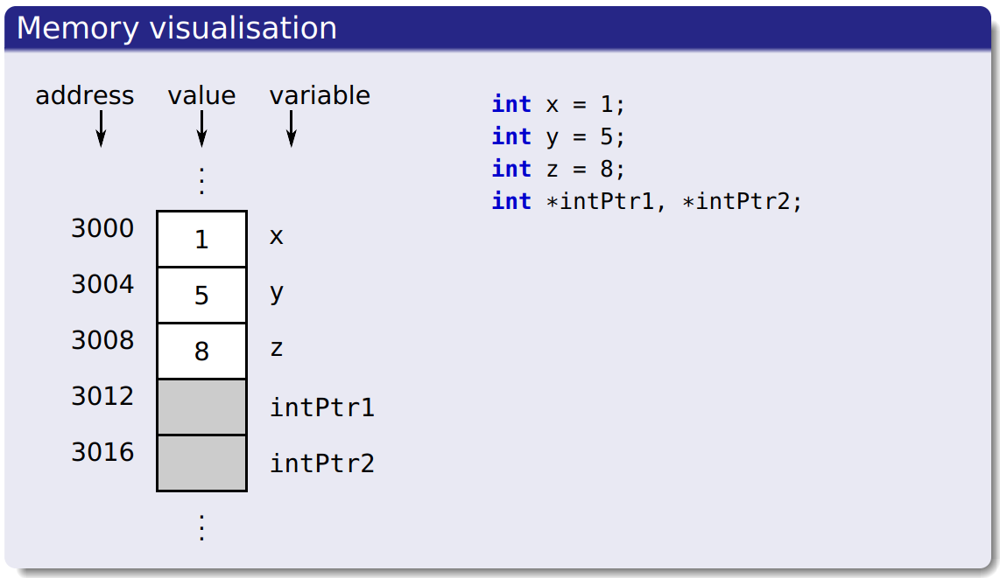 Memory visualisation
address value variable
⋮
3000 1 x
3004 5 y
3008 8 z
3012 intPtr1
3016 intPtr2
⋮
int x = 1;
int y = 5;
int z = 8;
int *intPtr1, *intPtr2;